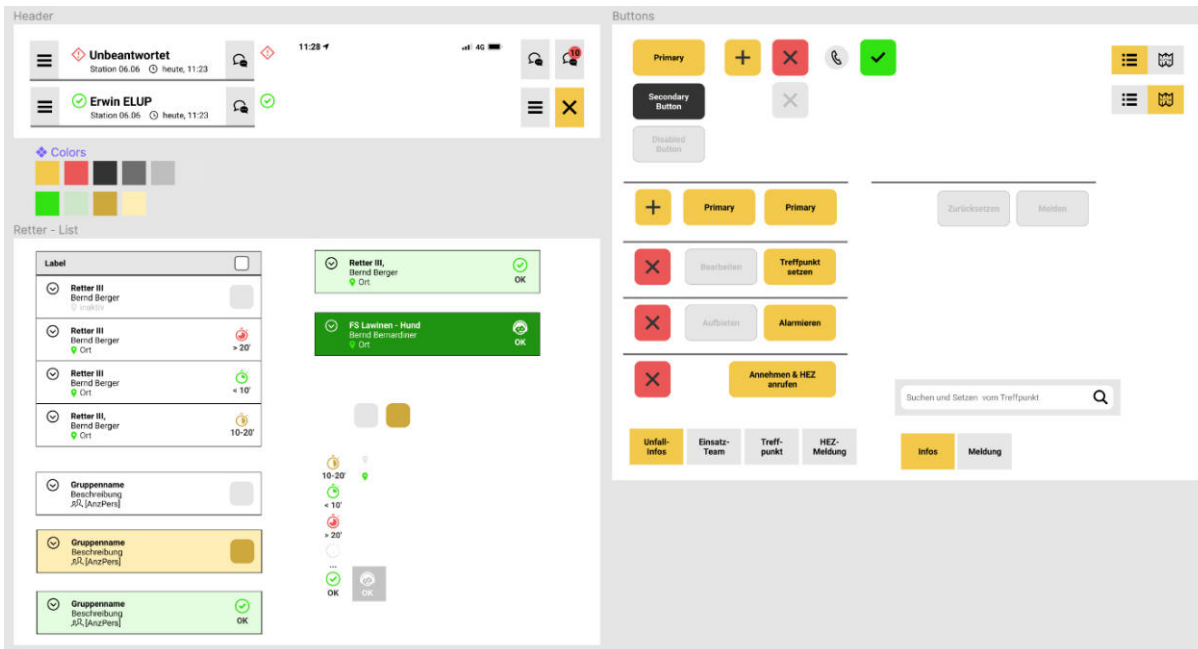 Header
Unbeantwortet
Station 06.06 heute, 11:23
11:28
4G
10
Erwin ELUP
Station 06.06 heute, 11:23
Colors
Retter - List
Label
Retter III
Bernd Berger
inaktiv
Retter III
Bernd Berger
Ort
> 20'
Retter III
Bernd Berger
Ort
< 10'
Retter III,
Bernd Berger
Ort
10-20'
Gruppenname
Beschreibung
[AnzPers]
Gruppenname
Beschreibung
[AnzPers]
Gruppenname
Beschreibung
[AnzPers]
OK
Retter III,
Bernd Berger
Ort
OK
FS Lawinen - Hund
Bernd Bernardiner
Ort
OK
10-20'
< 10'
> 20'
...
OK
OK
Buttons
Primary
Secondary
Button
Disabled
Button
Primary
Primary
Zurücksetzen
Melden
Bearbeiten
Treffpunkt
setzen
Aufbieten
Alarmieren
Annehmen & HEZ
anrufen
Suchen und Setzen vom Treffpunkt
Unfall-
Infos
Einsatz-
Team
Treff-
punkt
HEZ-
Meldung
Infos
Meldung